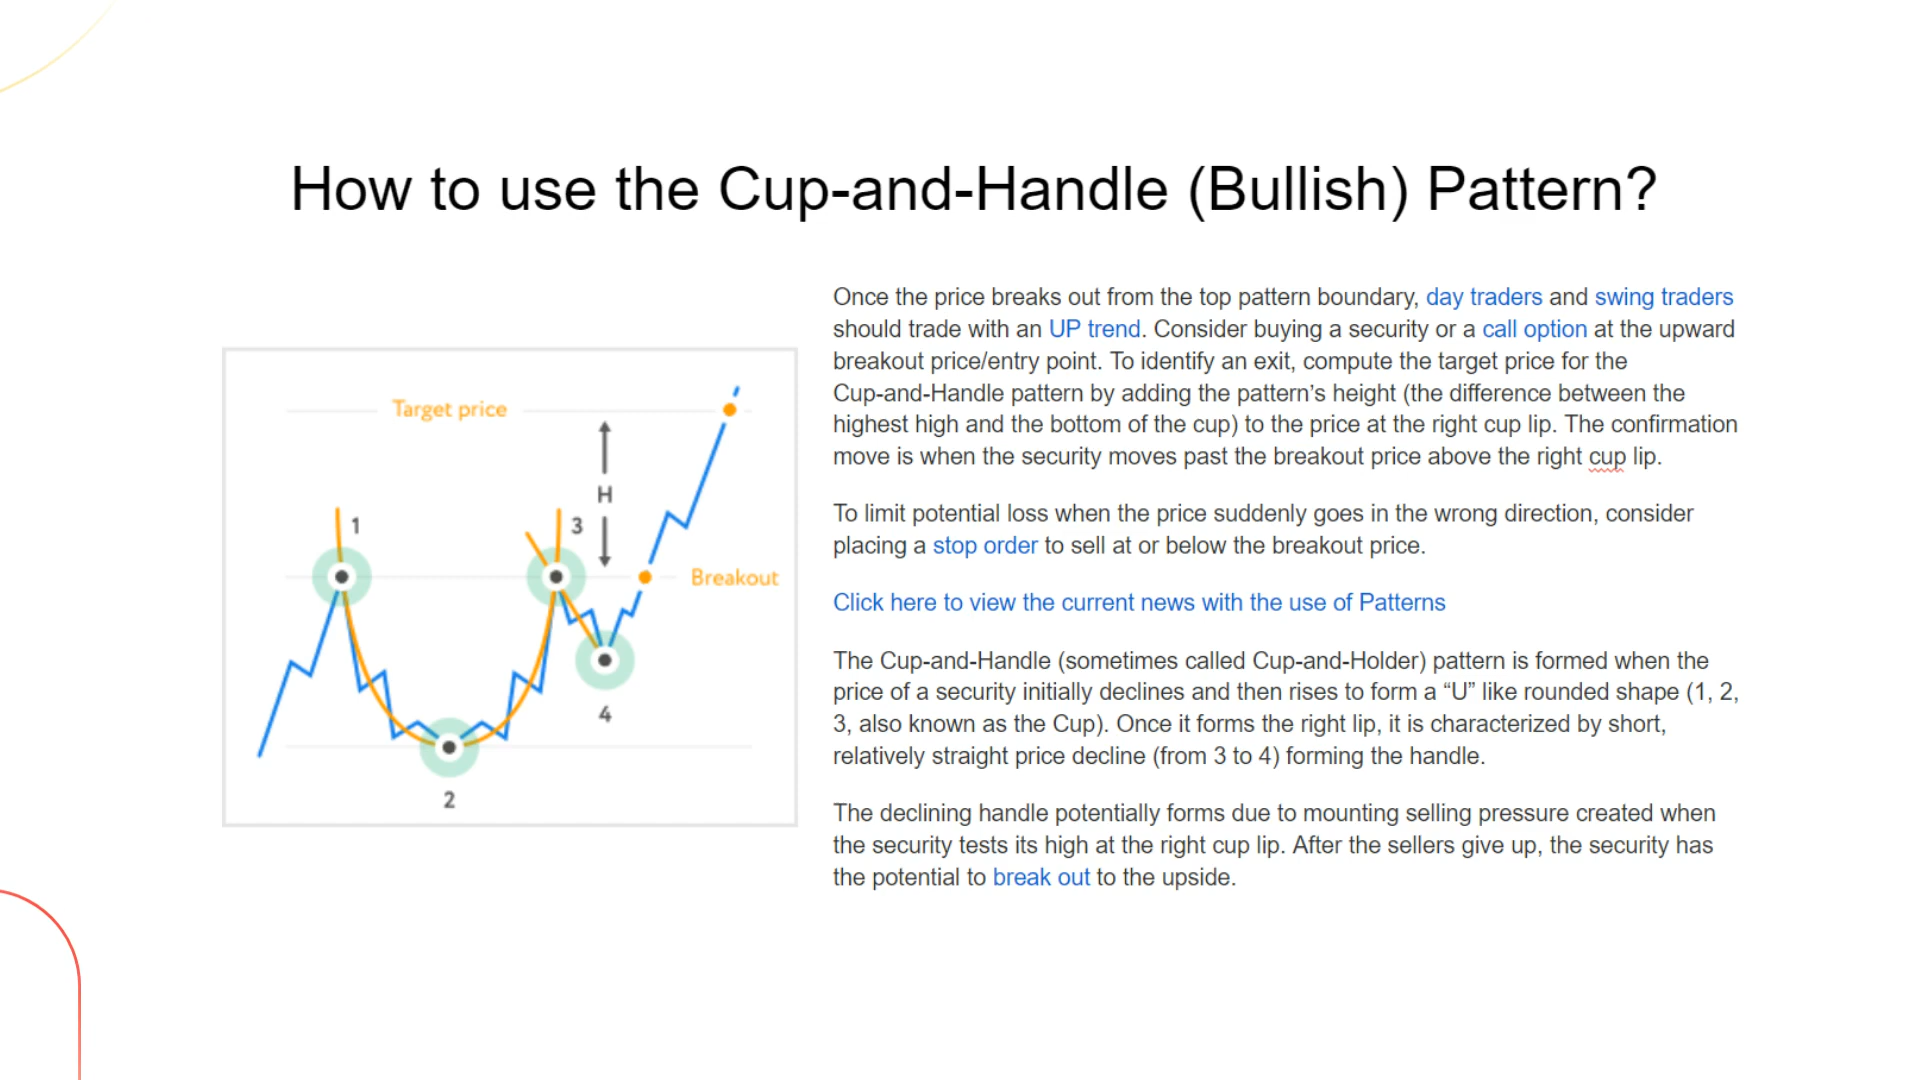 How to use the Cup-and-Handle (Bullish) Pattern?
Target price
H
1
3
Breakout
4
2
Once the price breaks out from the top pattern boundary, day traders and swing traders
should trade with an UP trend. Consider buying a security or a call option at the upward
breakout price/entry point. To identify an exit, compute the target price for the
Cup-and-Handle pattern by adding the pattern’s height (the difference between the
highest high and the bottom of the cup) to the price at the right cup lip. The confirmation
move is when the security moves past the breakout price above the right cup lip.
To limit potential loss when the price suddenly goes in the wrong direction, consider
placing a stop order to sell at or below the breakout price.
Click here to view the current news with the use of Patterns
The Cup-and-Handle (sometimes called Cup-and-Holder) pattern is formed when the
price of a security initially declines and then rises to form a “U” like rounded shape (1, 2,
3, also known as the Cup). Once it forms the right lip, it is characterized by short,
relatively straight price decline (from 3 to 4) forming the handle.
The declining handle potentially forms due to mounting selling pressure created when
the security tests its high at the right cup lip. After the sellers give up, the security has
the potential to break out to the upside.